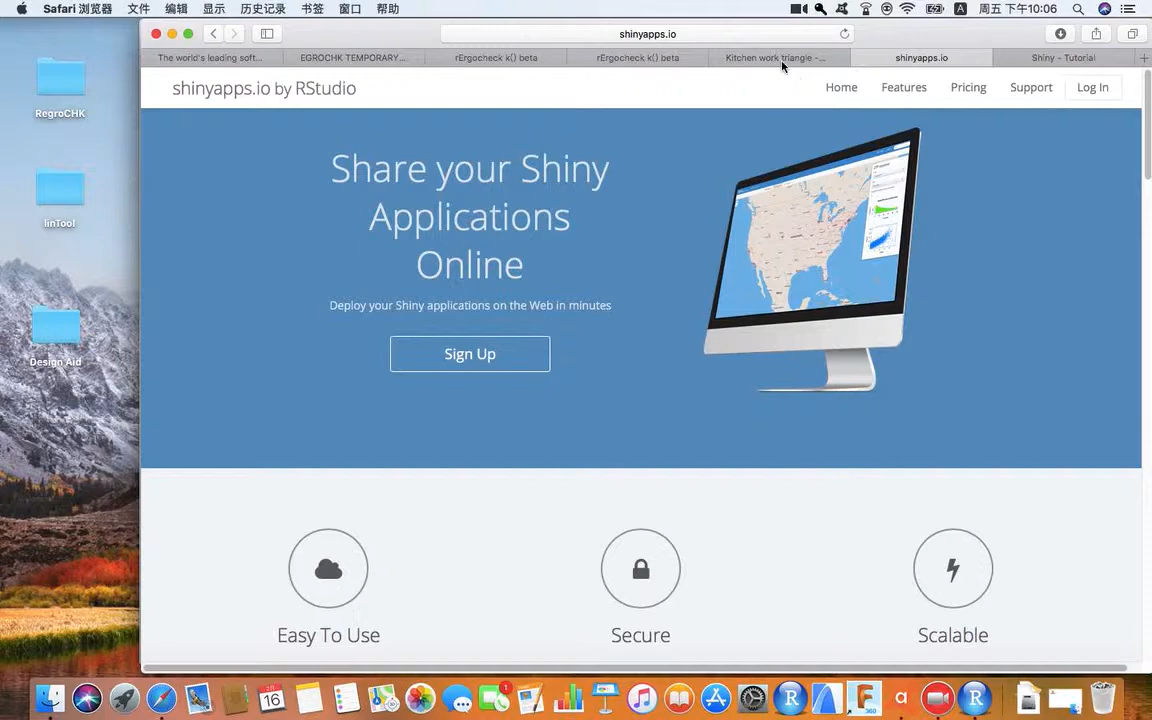 Safari 浏览器 文件 编辑 显示 历史记录 书签 窗口 帮助 A 周五 下午10:06
shinyapps.io
The world's leading soft... EGROCHK TEMPORARY... rErgocheck k() beta rErgocheck k() beta Kitchen work triangle -... shinyapps.io Shiny - Tutorial
shinyapps.io by RStudio Home Features Pricing Support Log In
RegroCHK
linTool
Design Aid
Share your Shiny
Applications
Online
Deploy your Shiny applications on the Web in minutes
Sign Up
Easy To Use Secure Scalable
16
1
R
F
360
a
R